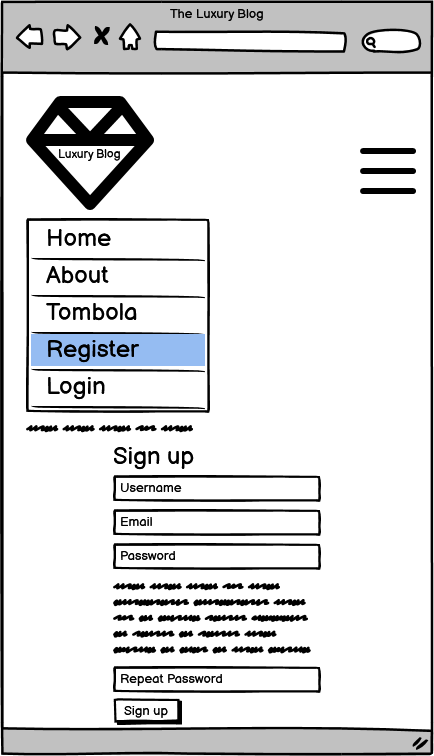 The Luxury Blog
Luxury Blog
Home
About
Tombola
Register
Login
Sign up
Username
Email
Password
Repeat Password
Sign up